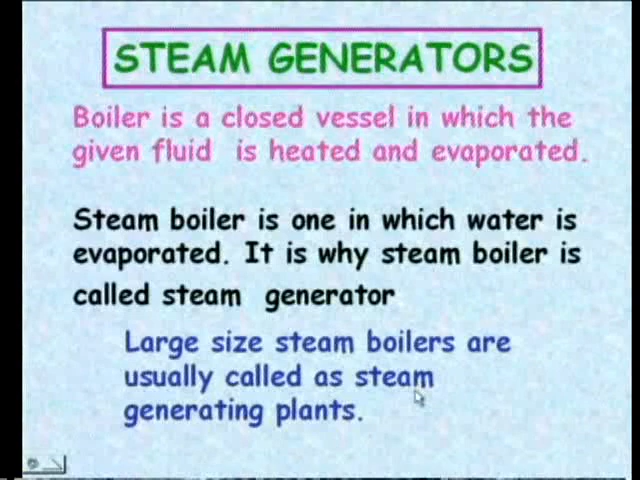 STEAM GENERATORS
Boiler is a closed vessel in which the
given fluid is heated and evaporated.
Steam boiler is one in which water is
evaporated. It is why steam boiler is
called steam generator
Large size steam boilers are
usually called as steam
generating plants.